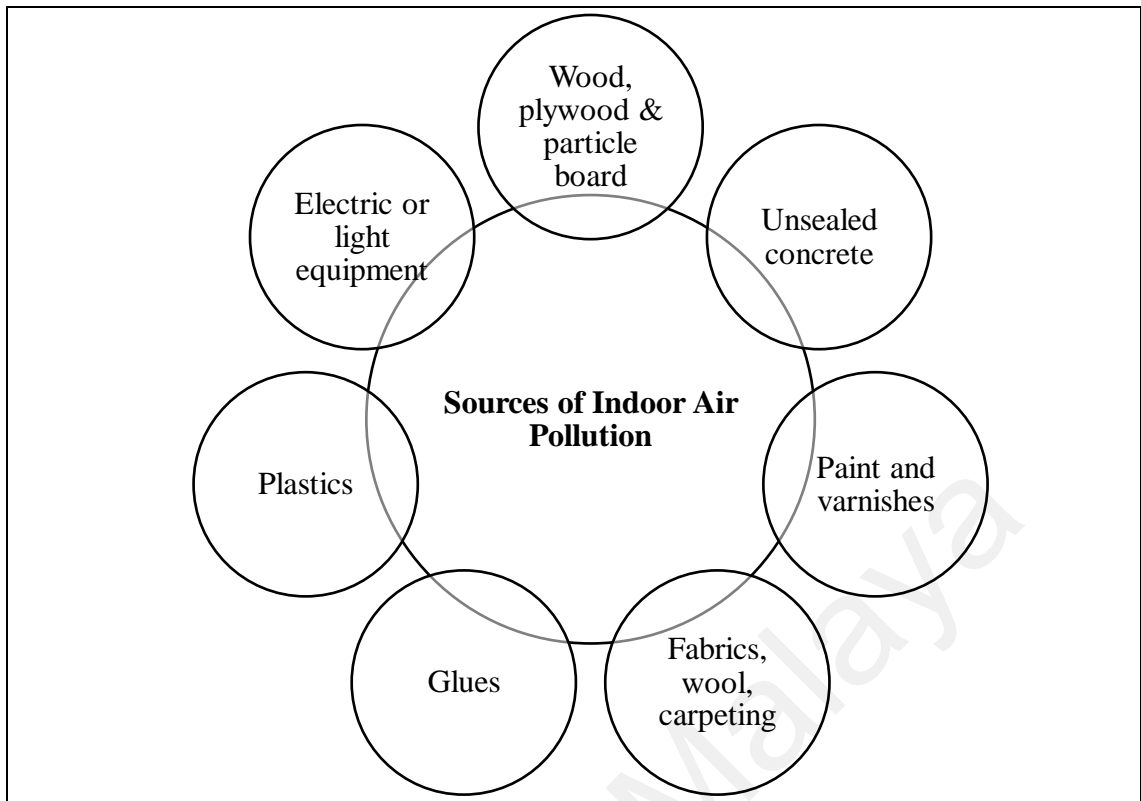 Wood,
plywood &
particle
board
Electric or
light
equipment
Unsealed
concrete
Sources of Indoor Air
Pollution
Plastics
Paint and
varnishes
Glues
Fabrics,
wool,
carpeting
Malaya